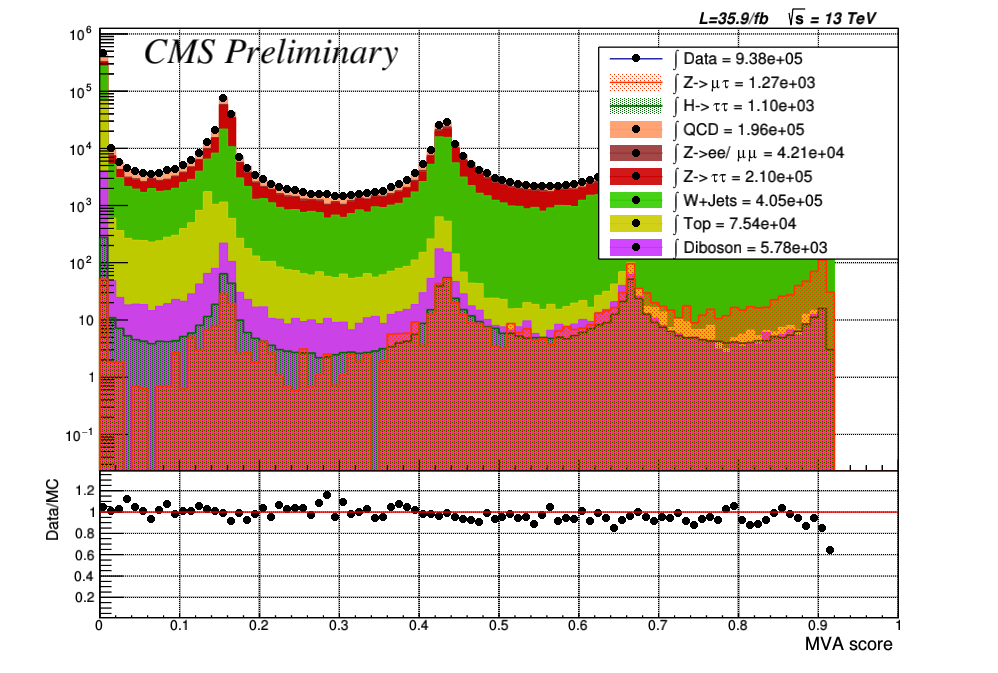 L=35.9/fb √s = 13 TeV
CMS Preliminary
∫ Data = 9.38e+05
∫ Z->μτ = 1.27e+03
∫ H->ττ = 1.10e+03
∫ QCD = 1.96e+05
∫ Z->ee/ μμ = 4.21e+04
∫ Z->ττ = 2.10e+05
∫ W+Jets = 4.05e+05
∫ Top = 7.54e+04
∫ Diboson = 5.78e+03
10⁶
10⁵
10⁴
10³
10²
10
1
10⁻¹
Data/MC
1.2
1
0.8
0.6
0.4
0.2
0 0.1 0.2 0.3 0.4 0.5 0.6 0.7 0.8 0.9 1
MVA score